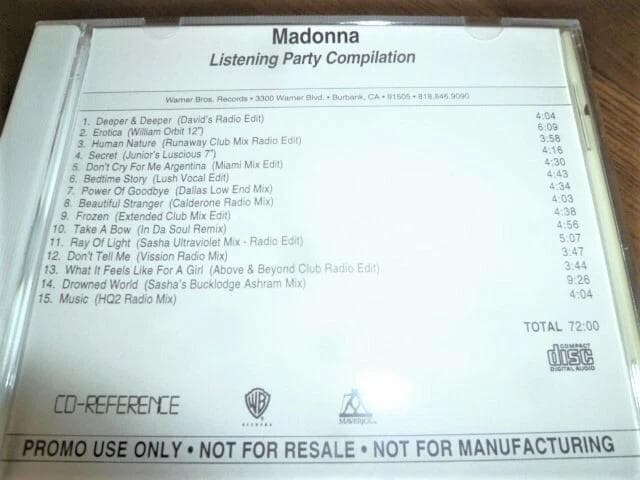 Madonna
Listening Party Compilation
Warner Bros. Records • 3300 Warner Blvd. • Burbank, CA • 91505 • 818.846.9090
1. Deeper & Deeper (David's Radio Edit) 4:04
2. Erotica (William Orbit 12") 6:09
3. Human Nature (Runaway Club Mix Radio Edit) 3:58
4. Secret (Junior's Luscious 7") 4:16
5. Don't Cry For Me Argentina (Miami Mix Edit) 4:30
6. Bedtime Story (Lush Vocal Edit) 4:43
7. Power Of Goodbye (Dallas Low End Mix) 4:34
8. Beautiful Stranger (Calderone Radio Mix) 4:03
9. Frozen (Extended Club Mix Edit) 4:38
10. Take A Bow (In Da Soul Remix) 4:56
11. Ray Of Light (Sasha Ultraviolet Mix - Radio Edit) 5:07
12. Don't Tell Me (Vission Radio Mix) 3:47
13. What It Feels Like For A Girl (Above & Beyond Club Radio Edit) 3:44
14. Drowned World (Sasha's Bucklodge Ashram Mix) 9:26
15. Music (HQ2 Radio Mix) 4:04
TOTAL 72:00
COMPACT
disc
DIGITAL AUDIO
CD-REFERENCE
WB
RECORDS
MAVERICK
PROMO USE ONLY • NOT FOR RESALE • NOT FOR MANUFACTURING